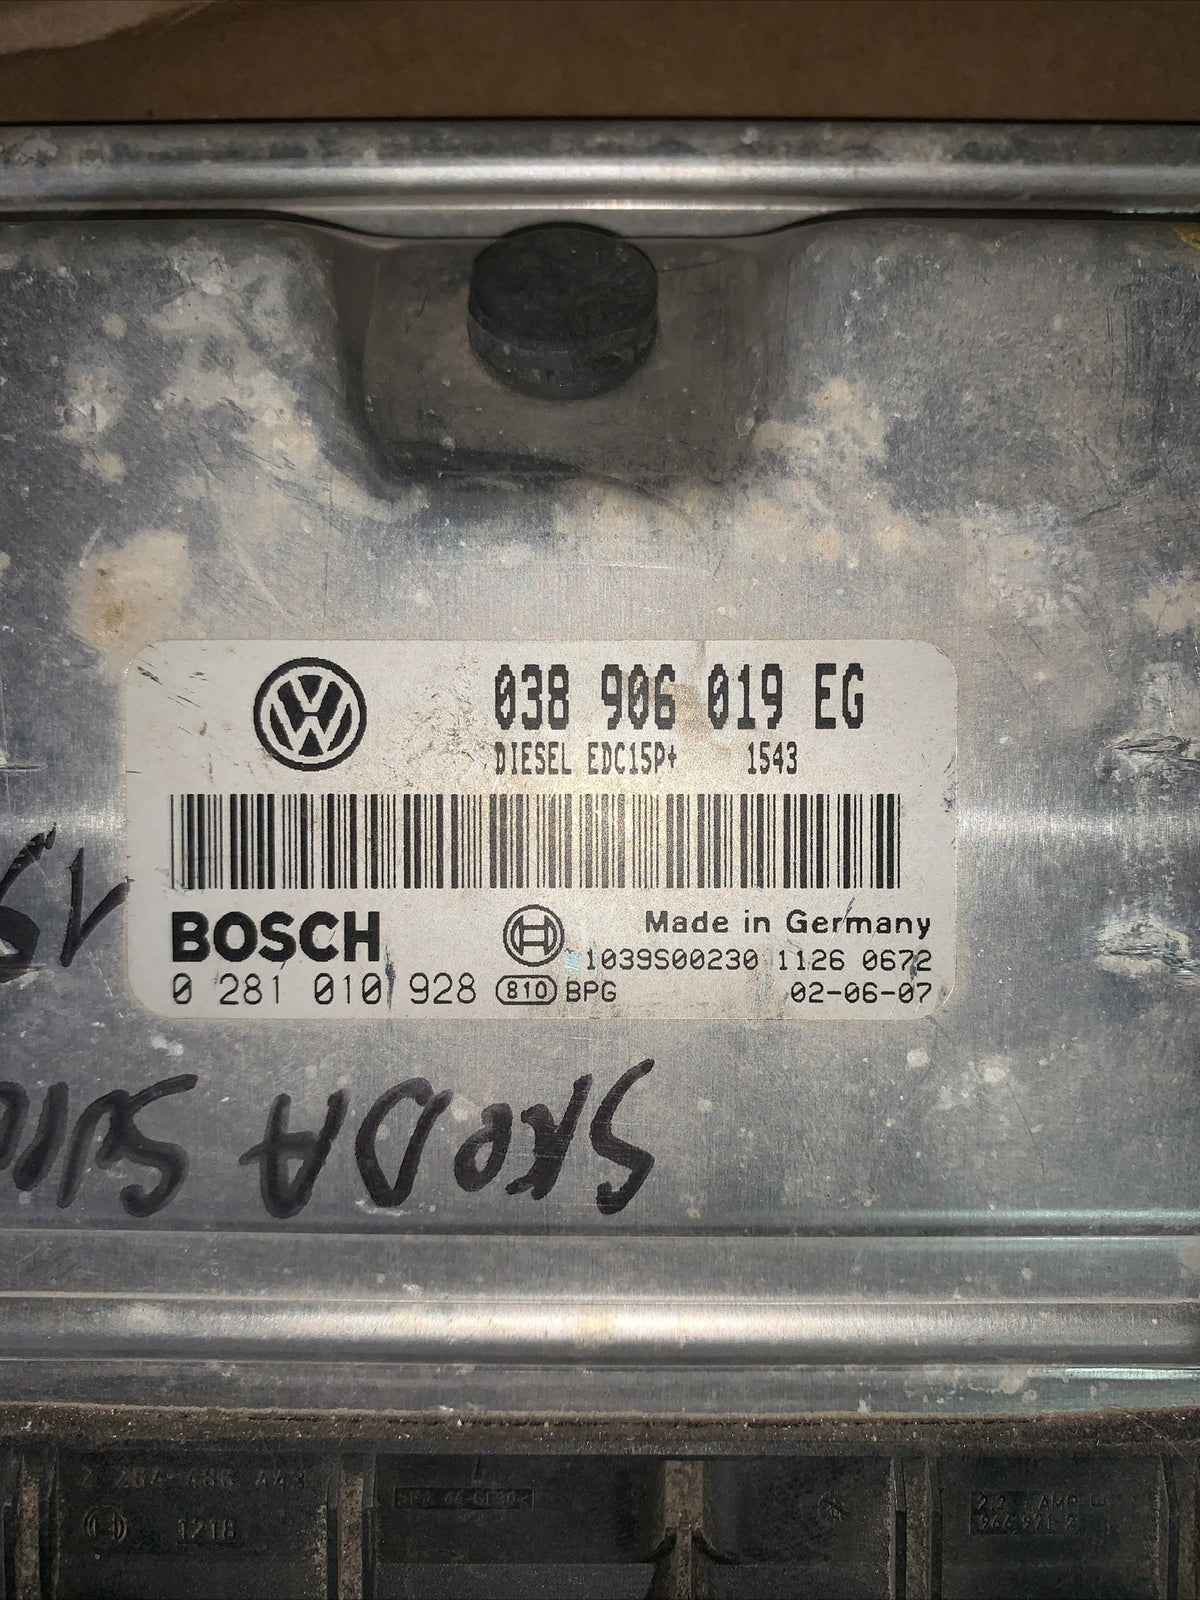 038 906 019 EG
DIESEL EDC15P+ 1543
BOSCH
Made in Germany
1039S00230 1126 0672
0 281 010 928 810 BPG
02-06-07
SKODA
1218